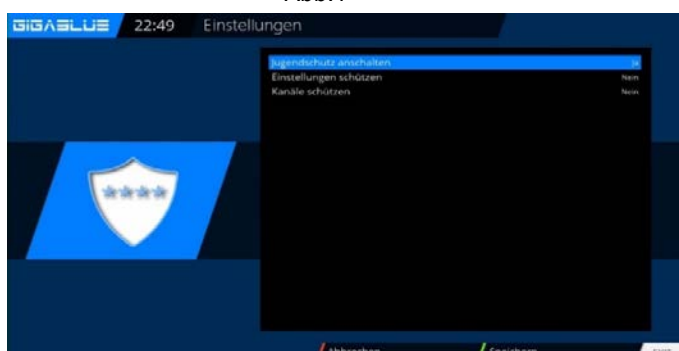 GIGABLUE 22:49 Einstellungen
Jugendschutz anschalten Ja
Einstellungen schützen Nein
Kanäle schützen Nein
Abbrechen Speichern